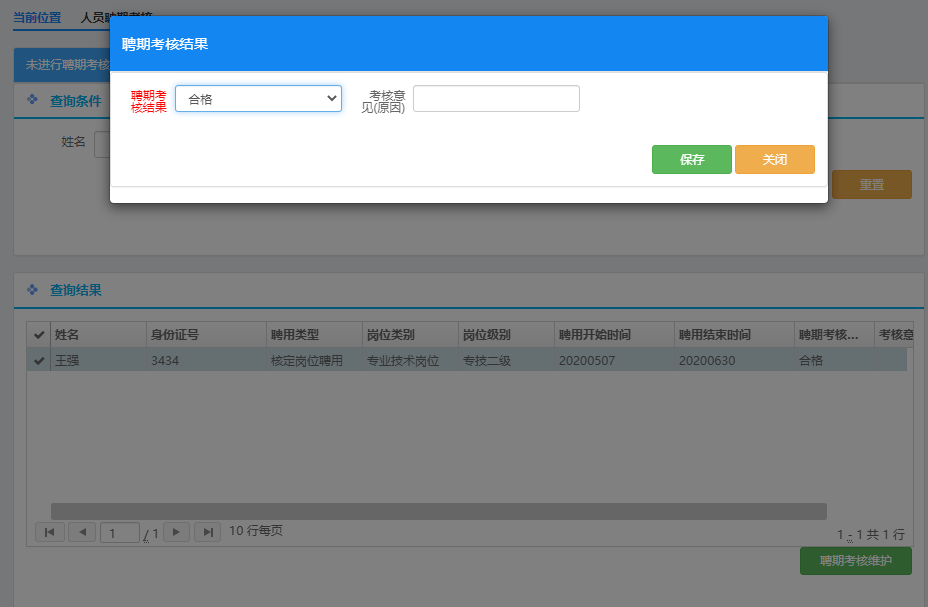 当前位置 人员聘期考核
聘期考核结果
未进行聘期考核
聘期考
核结果
合格
考核意
见(原因)
查询条件
姓名
保存
关闭
重置
查询结果
姓名 身份证号 聘用类型 岗位类别 岗位级别 聘用开始时间 聘用结束时间 聘期考核... 考核意
王强 3434 核定岗位聘用 专业技术岗位 专技二级 20200507 20200630 合格
1 / 1 10 行每页
1 - 1 共 1 行
聘期考核维护